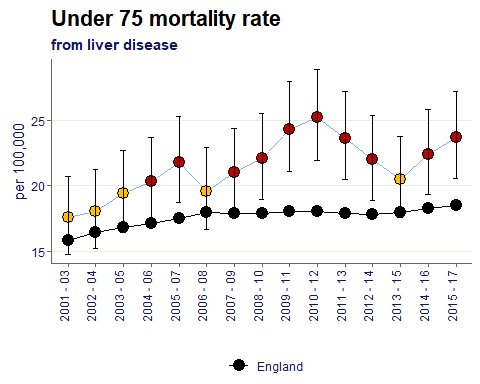 Under 75 mortality rate
from liver disease
per 100,000
25
20
15
2001 - 03
2002 - 04
2003 - 05
2004 - 06
2005 - 07
2006 - 08
2007 - 09
2008 - 10
2009 - 11
2010 - 12
2011 - 13
2012 - 14
2013 - 15
2014 - 16
2015 - 17
England